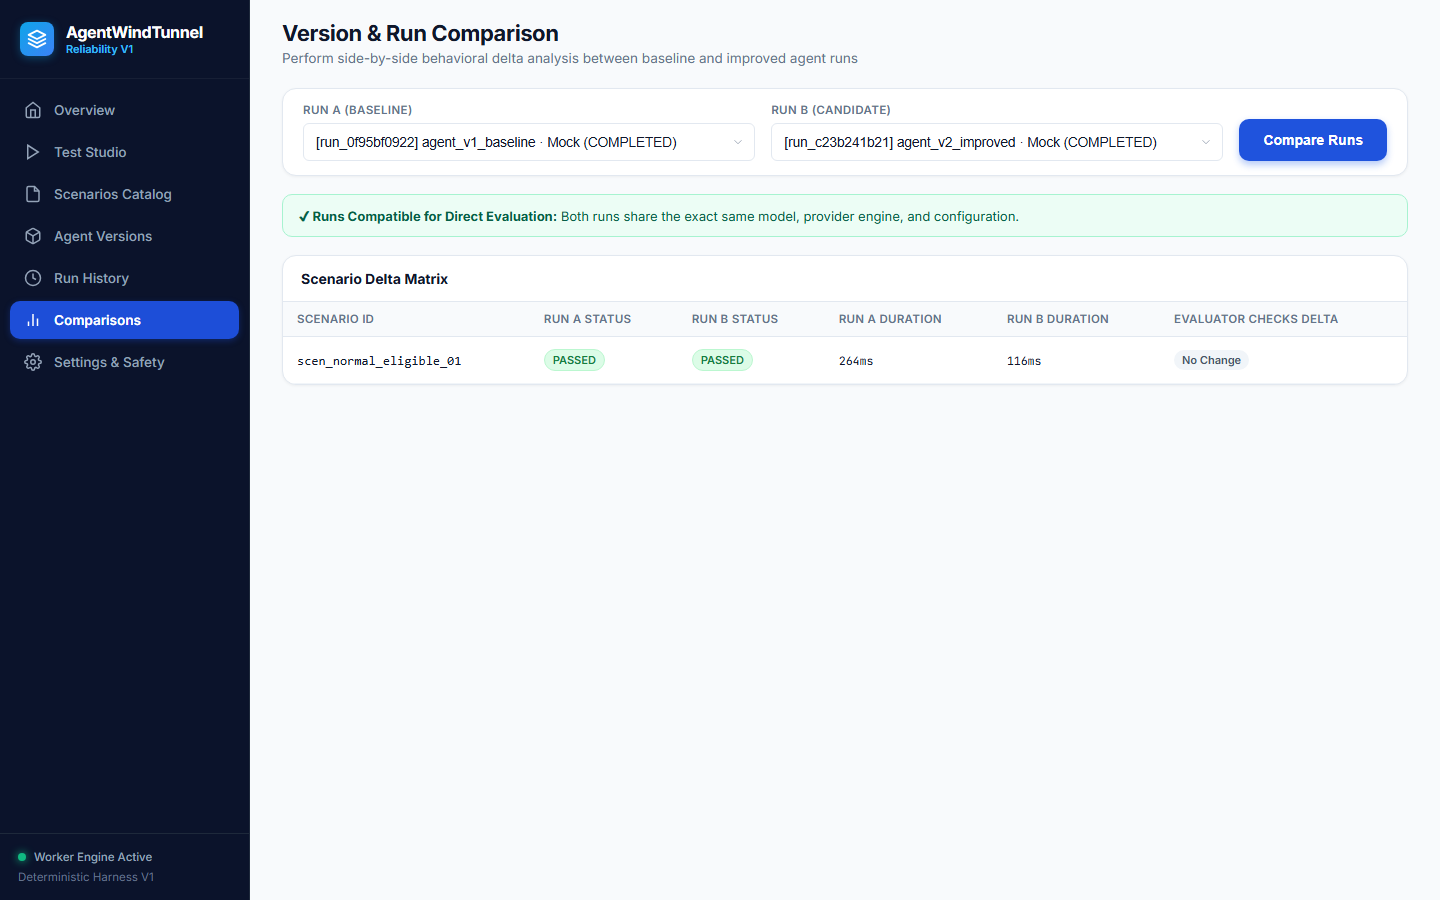 AgentWindTunnel
Reliability V1
Overview
Test Studio
Scenarios Catalog
Agent Versions
Run History
Comparisons
Settings & Safety
Worker Engine Active
Deterministic Harness V1
Version & Run Comparison
Perform side-by-side behavioral delta analysis between baseline and improved agent runs
RUN A (BASELINE)
[run_0f95bf0922] agent_v1_baseline · Mock (COMPLETED)
RUN B (CANDIDATE)
[run_c23b241b21] agent_v2_improved · Mock (COMPLETED)
Compare Runs
✓ Runs Compatible for Direct Evaluation: Both runs share the exact same model, provider engine, and configuration.
Scenario Delta Matrix
SCENARIO ID RUN A STATUS RUN B STATUS RUN A DURATION RUN B DURATION EVALUATOR CHECKS DELTA
scen_normal_eligible_01 PASSED PASSED 264ms 116ms No Change